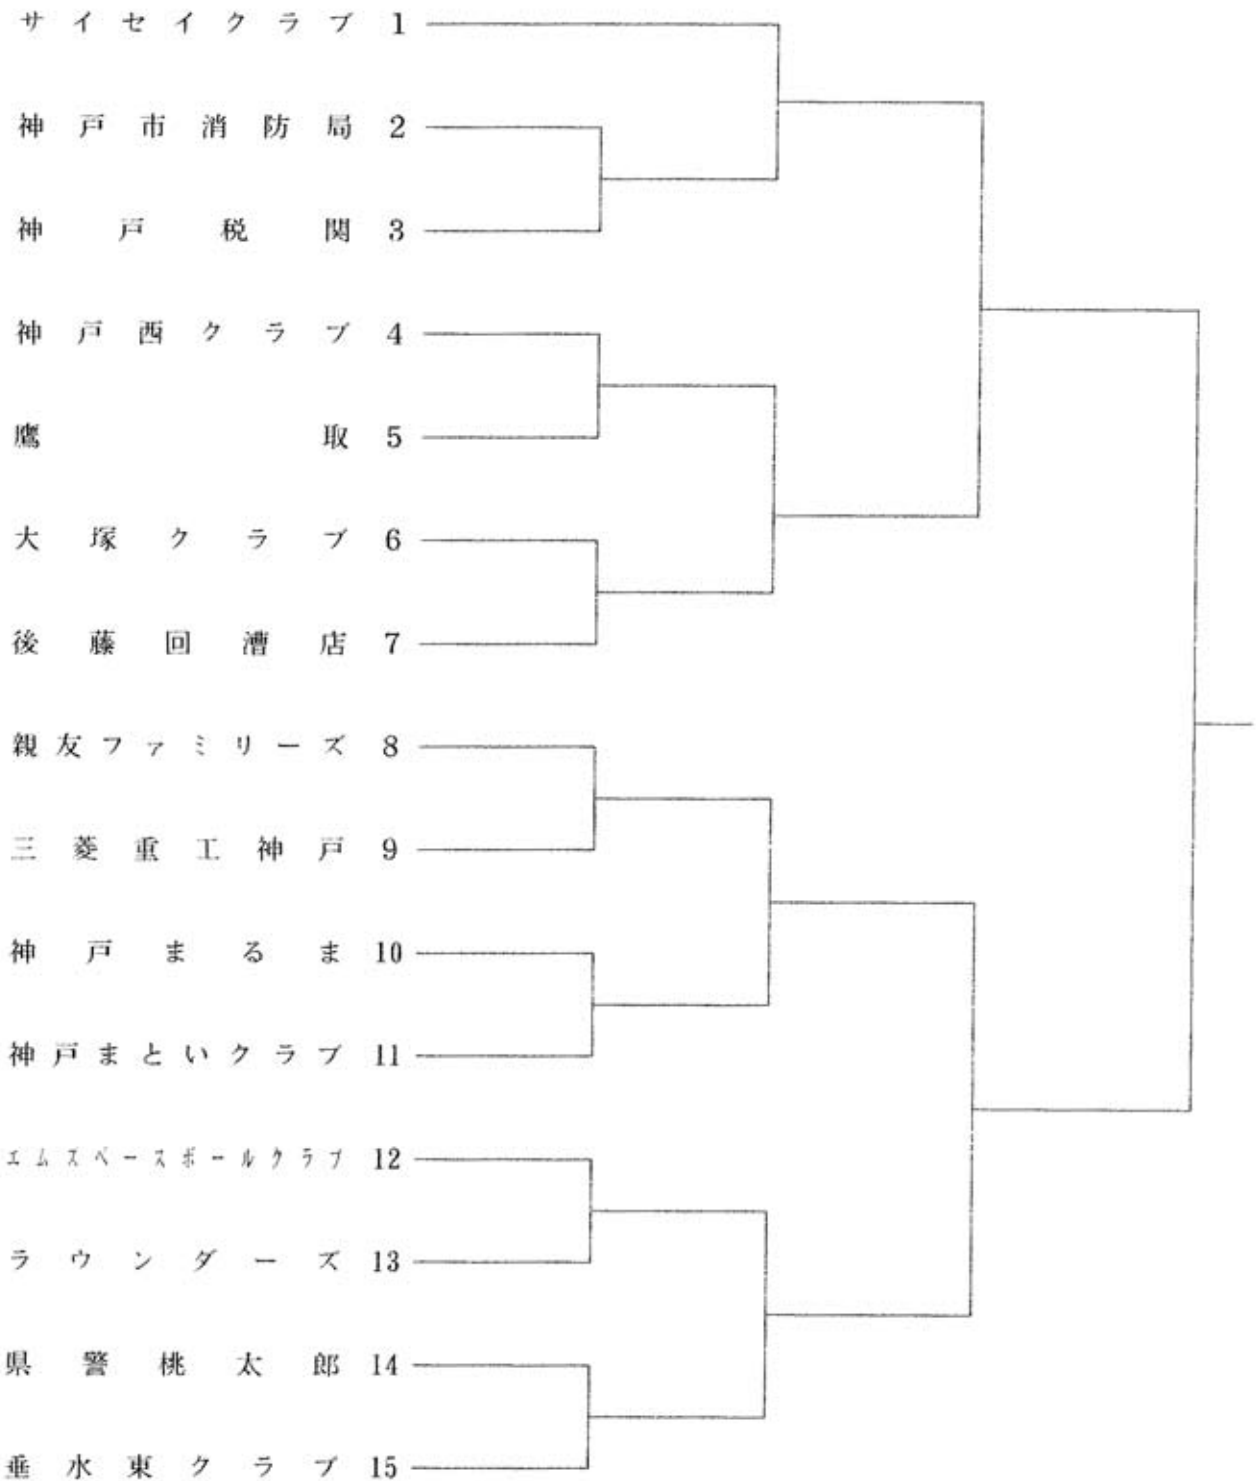 サイセイクラブ 1
神戸市消防局 2
神戸税関 3
神戸西クラブ 4
鷹取 5
大塚クラブ 6
後藤回漕店 7
親友ファミリーズ 8
三菱重工神戸 9
神戸まるま 10
神戸まといクラブ 11
エムズベースボールクラブ 12
ラウンダーズ 13
県警桃太郎 14
垂水東クラブ 15